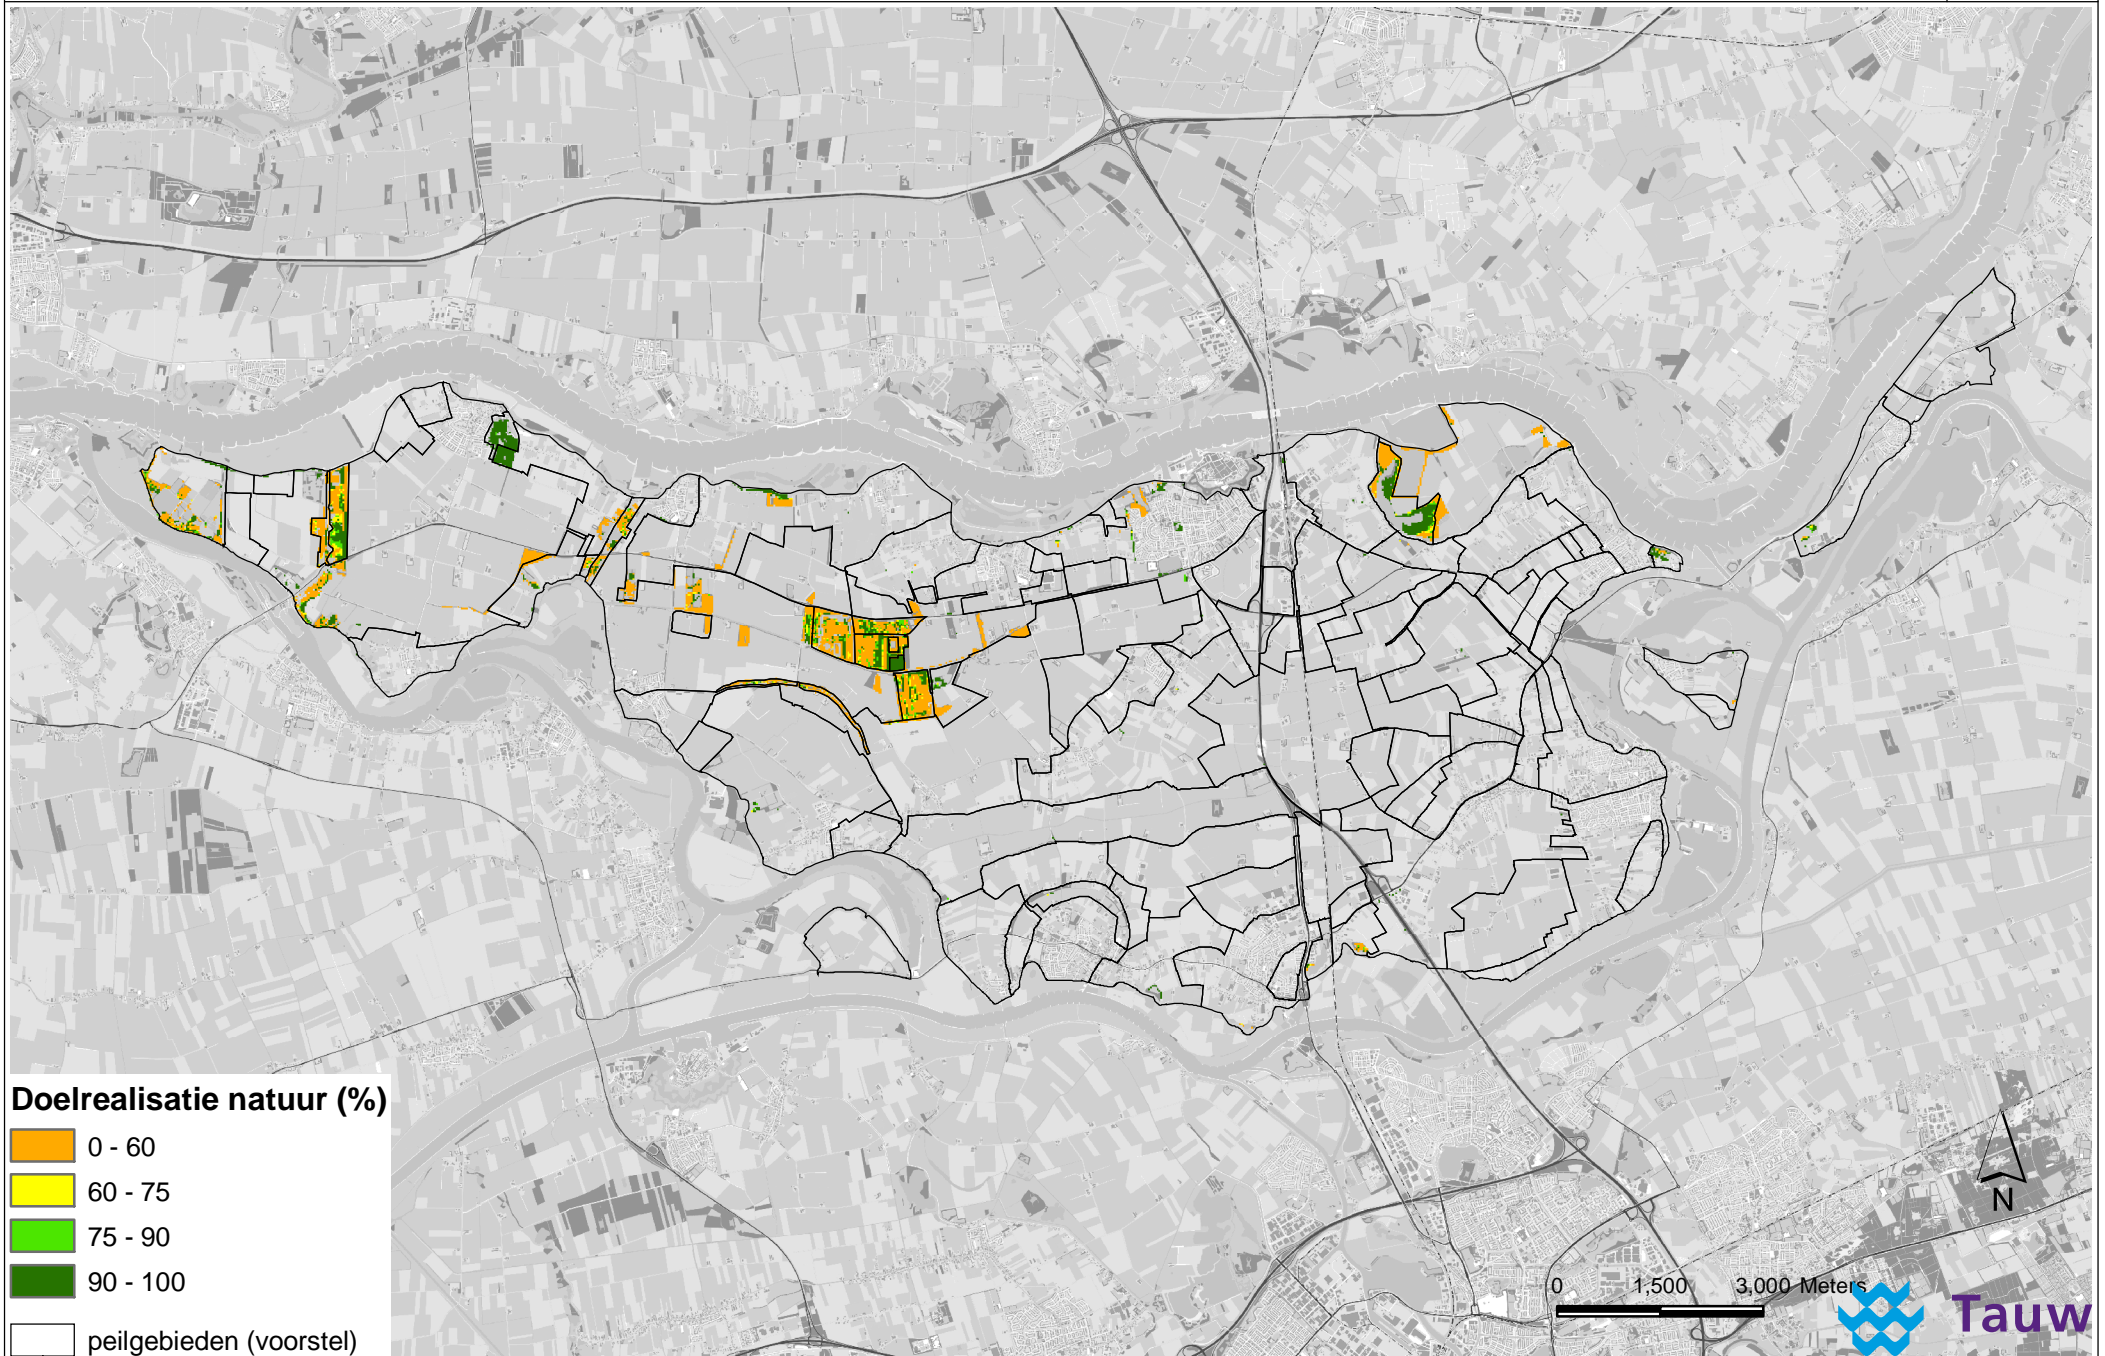 Doelrealisatie natuur (%)
0 - 60
60 - 75
75 - 90
90 - 100
peilgebieden (voorstel)
N
0 1,500 3,000 Meters
Tauw